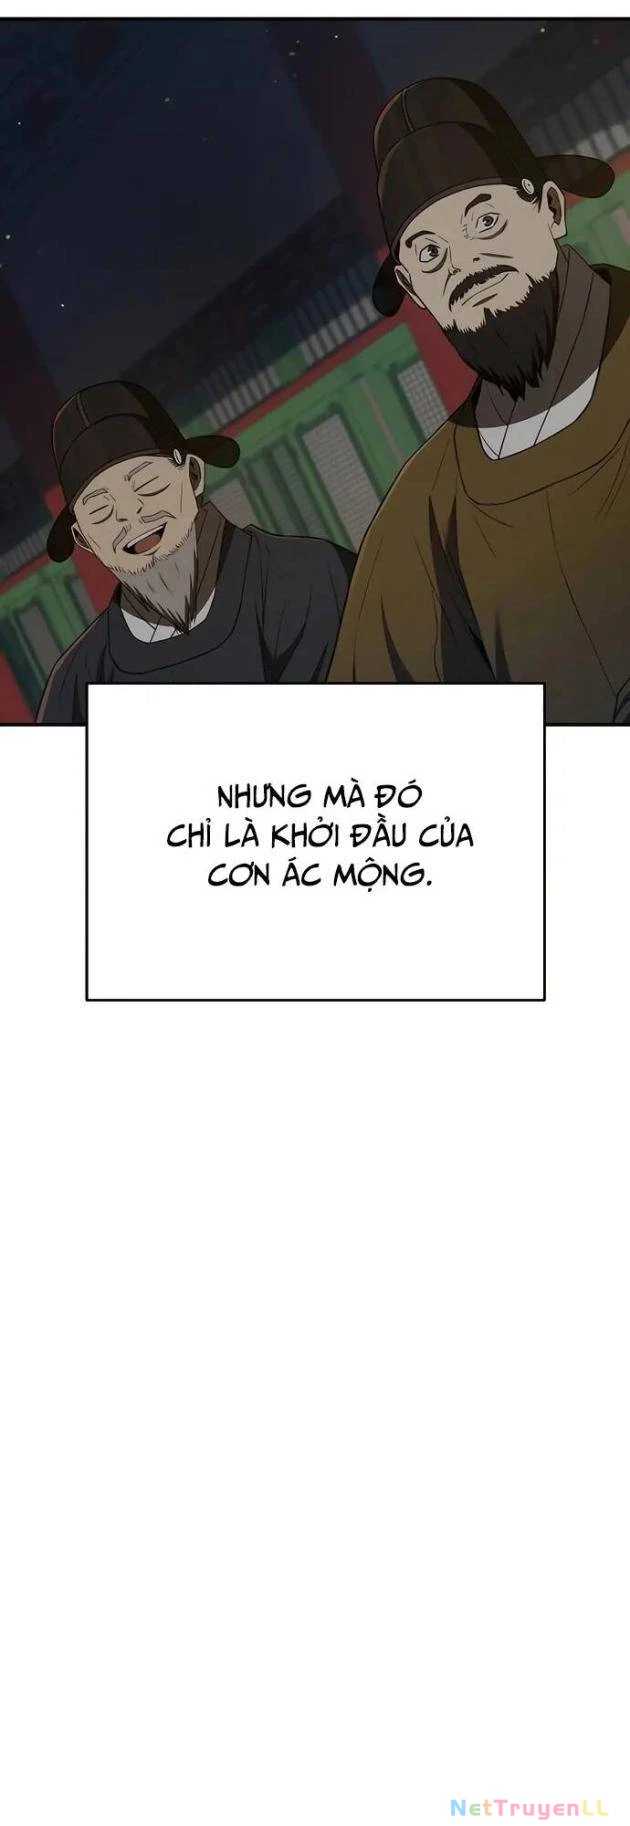 NHƯNG MÀ ĐÓ
CHỈ LÀ KHỞI ĐẦU CỦA
CƠN ÁC MỘNG.
NetTruyenLL